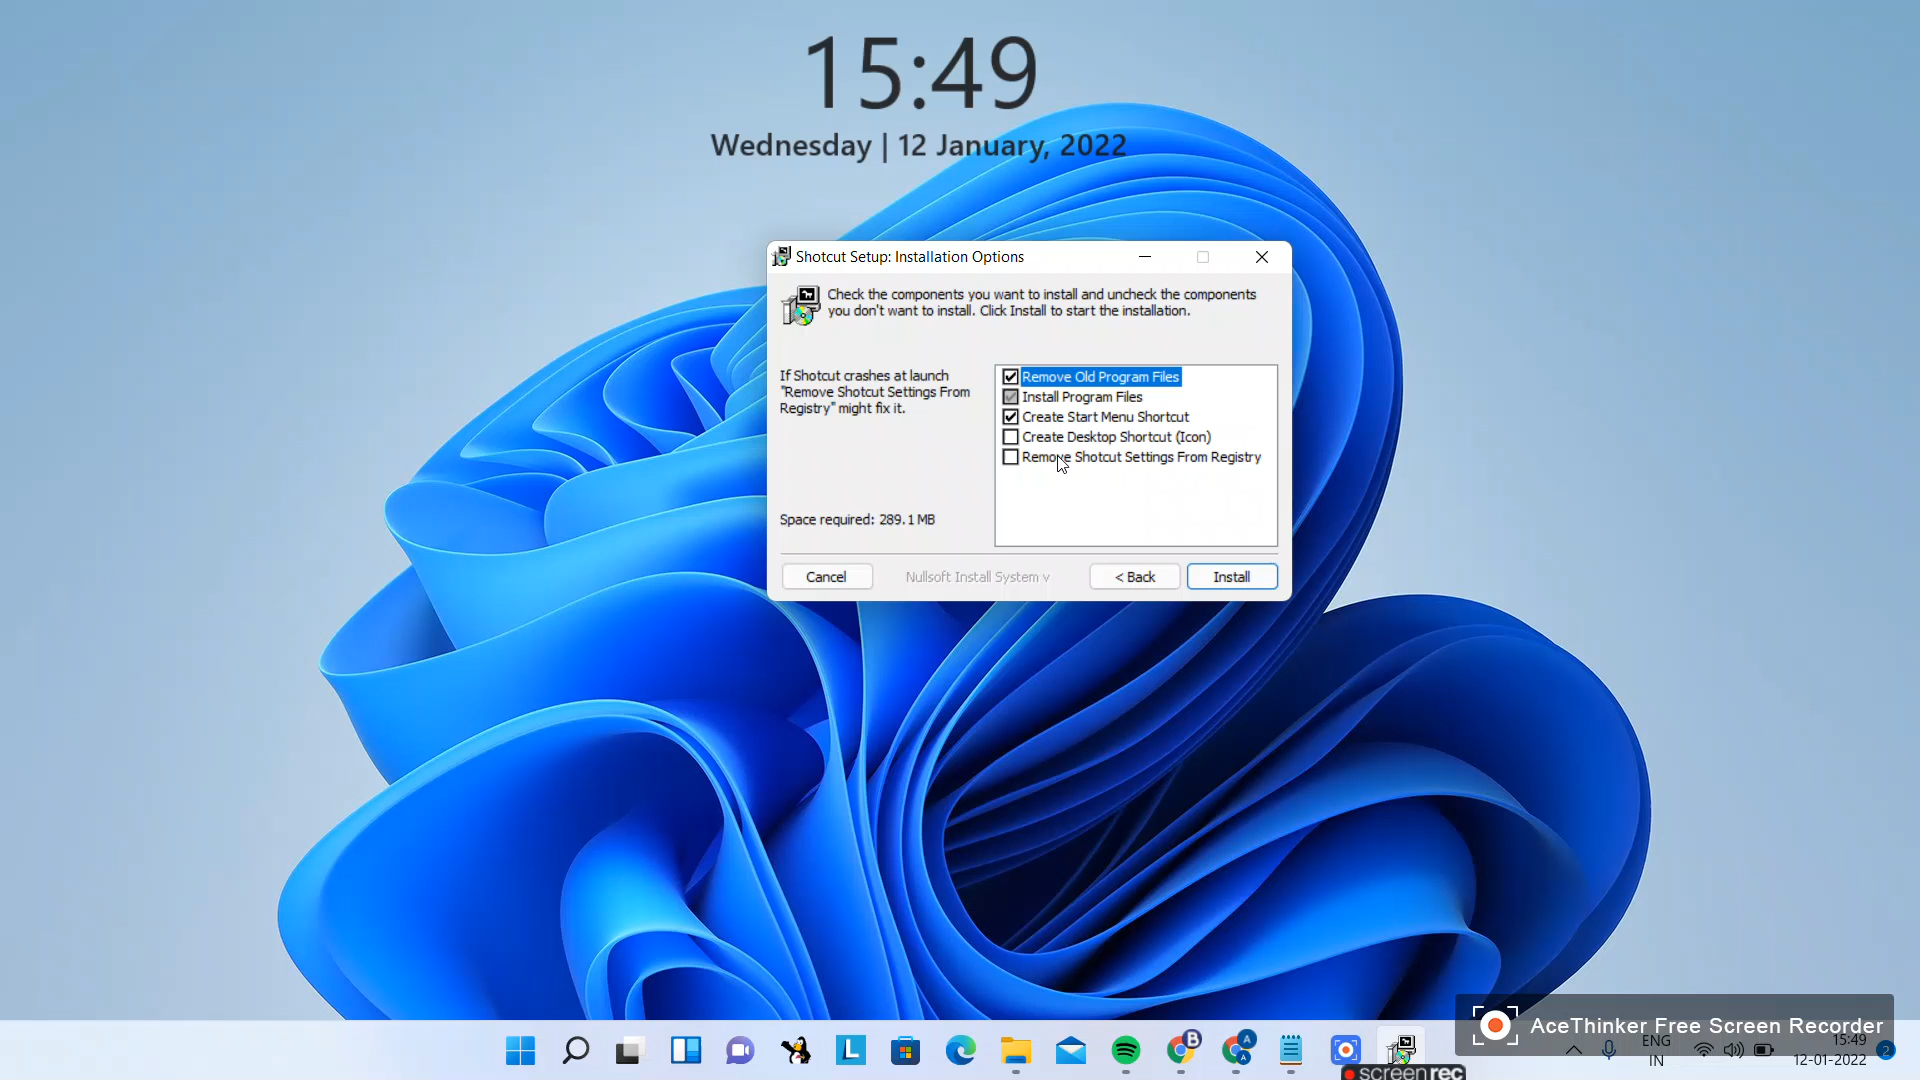 15:49
Wednesday | 12 January, 2022
Shotcut Setup: Installation Options
Check the components you want to install and uncheck the components
you don't want to install. Click Install to start the installation.
If Shotcut crashes at launch
"Remove Shotcut Settings From
Registry" might fix it.
Remove Old Program Files
Install Program Files
Create Start Menu Shortcut
Create Desktop Shortcut (Icon)
Remove Shotcut Settings From Registry
Space required: 289.1 MB
Cancel
Nullsoft Install System v
< Back
Install
AceThinker Free Screen Recorder
L
B
A
A
ENG
IN
15:49
12-01-2022
2
screenrec